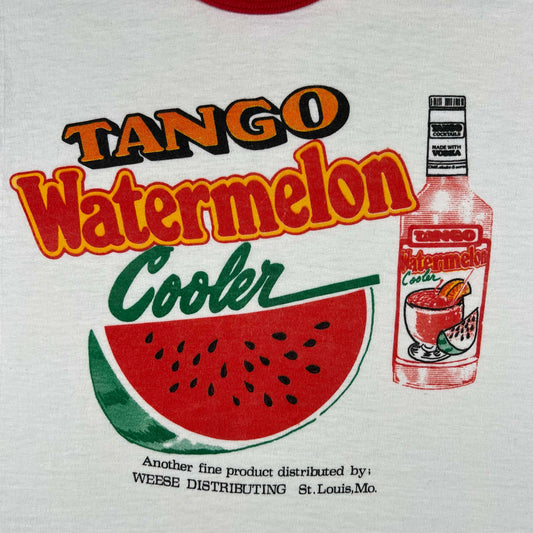 TANGO
Watermelon
Cooler
TANGO
COCKTAILS
MADE WITH
VODKA
TANGO
Watermelon
Cooler
Another fine product distributed by;
WEESE DISTRIBUTING St. Louis, Mo.